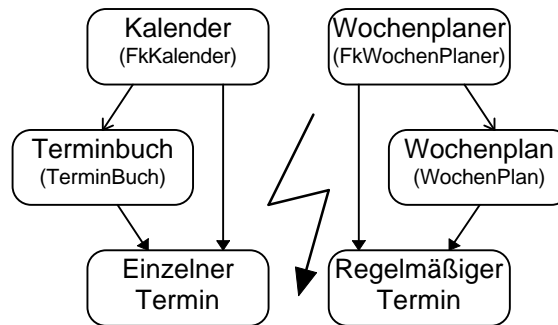 Kalender
(FkKalender)
Wochenplaner
(FkWochenPlaner)
Terminbuch
(TerminBuch)
Wochenplan
(WochenPlan)
Einzelner
Termin
Regelmäßiger
Termin